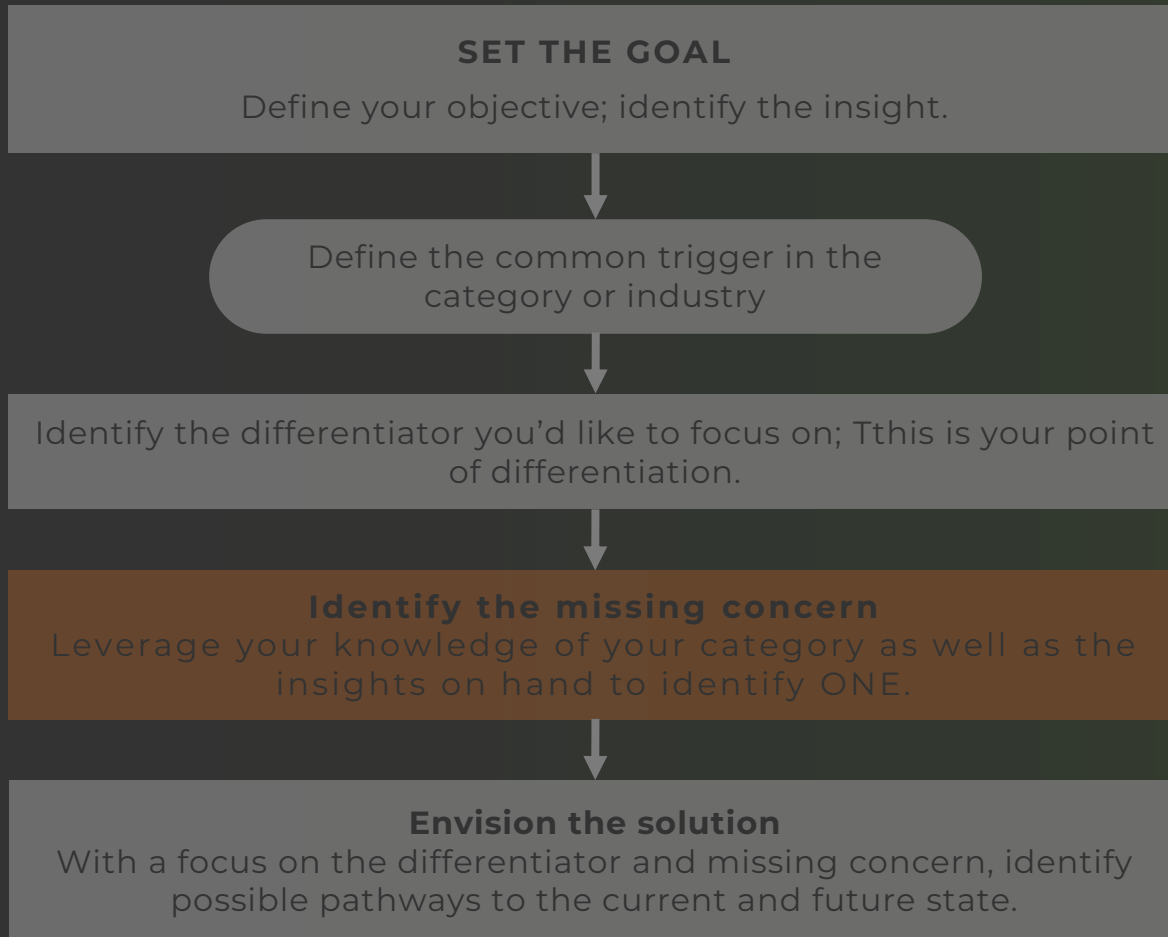 SET THE GOAL
Define your objective; identify the insight.
Define the common trigger in the
category or industry
Identify the differentiator you’d like to focus on; Tthis is your point
of differentiation.
Identify the missing concern
Leverage your knowledge of your category as well as the
insights on hand to identify ONE.
Envision the solution
With a focus on the differentiator and missing concern, identify
possible pathways to the current and future state.